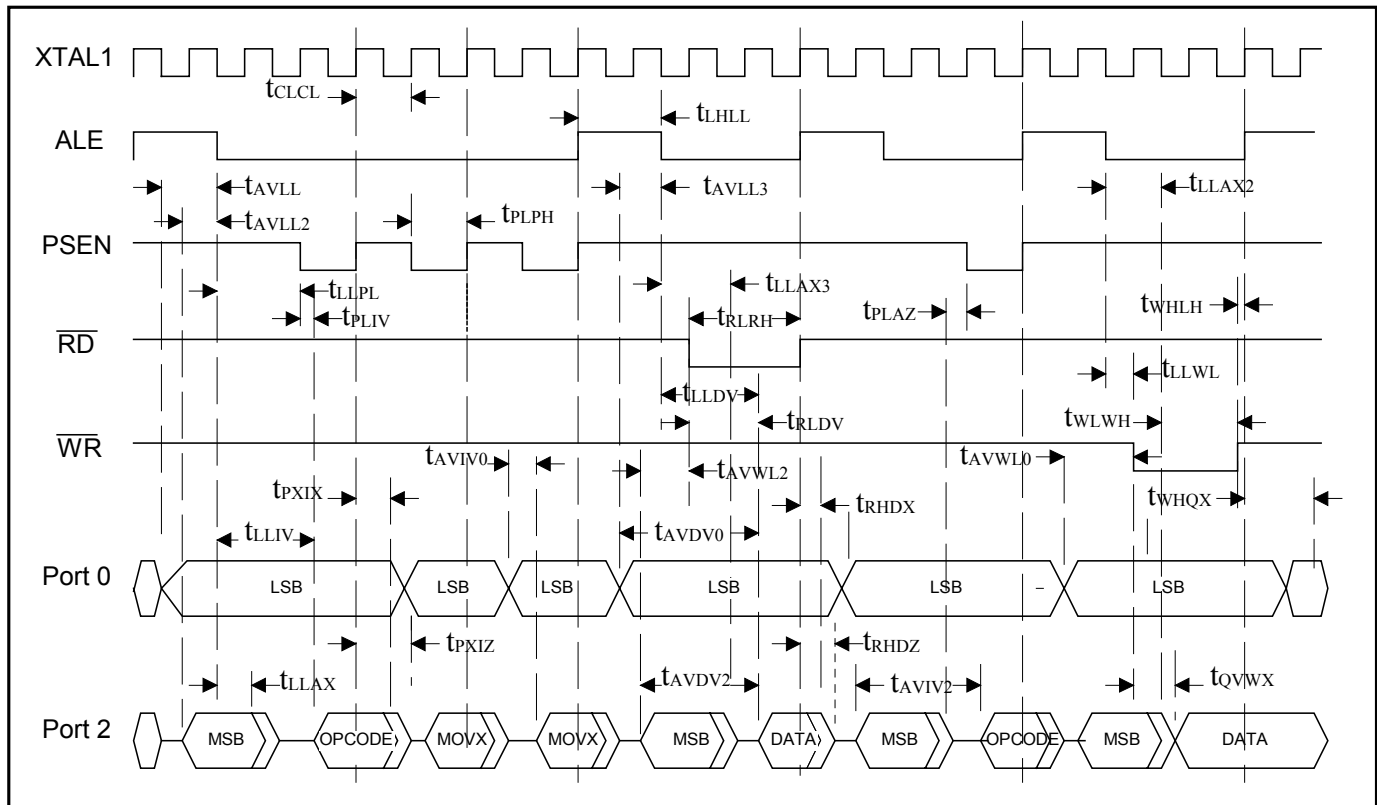 XTAL1
tCLCL
tLHLL
ALE
tAVLL
tAVLL3
tLLAX2
tAVLL2
tPLPH
PSEN
tLLPL
tLLAX3
tPLIV
tRLRH
tPLAZ
tWHLH
RD
tLLWL
tLLDV
tRLDV
tWLWH
WR
tAVIV0
tAVWL2
tAVWL0
tPXIX
tRHDX
tWHQX
tLLIV
tAVDV0
Port 0
LSB LSB LSB LSB LSB LSB
tPXIZ
tRHDZ
tLLAX
tAVDV2
tAVIV2
tQVWX
Port 2
MSB OPCODE MOVX MOVX MSB DATA MSB OPCODE MSB DATA